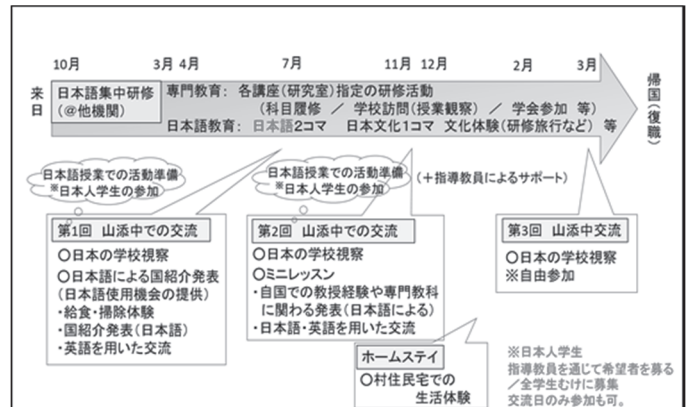 10月 3月 4月 7月 11月 12月 2月 3月
来日
日本語集中研修
(@他機関)
専門教育: 各講座(研究室)指定の研修活動
(科目履修 / 学校訪問(授業観察) / 学会参加 等)
日本語教育: 日本語2コマ 日本文化1コマ 文化体験(研修旅行など) 等
帰国(復職)
日本語授業での活動準備
※日本人学生の参加
日本語授業での活動準備
※日本人学生の参加
(+指導教員によるサポート)
第1回 山添中での交流
〇日本の学校視察
〇日本語による国紹介発表
(日本語使用機会の提供)
・給食・掃除体験
・国紹介発表(日本語)
・英語を用いた交流
第2回 山添中での交流
〇日本の学校視察
〇ミニレッスン
・自国での教授経験や専門教科
に関わる発表(日本語による)
・日本語・英語を用いた交流
第3回 山添中交流
〇日本の学校視察
※自由参加
ホームステイ
〇村住民宅での
生活体験
※日本人学生
指導教員を通じて希望者を募る
/全学生むけに募集
交流日のみ参加も可。